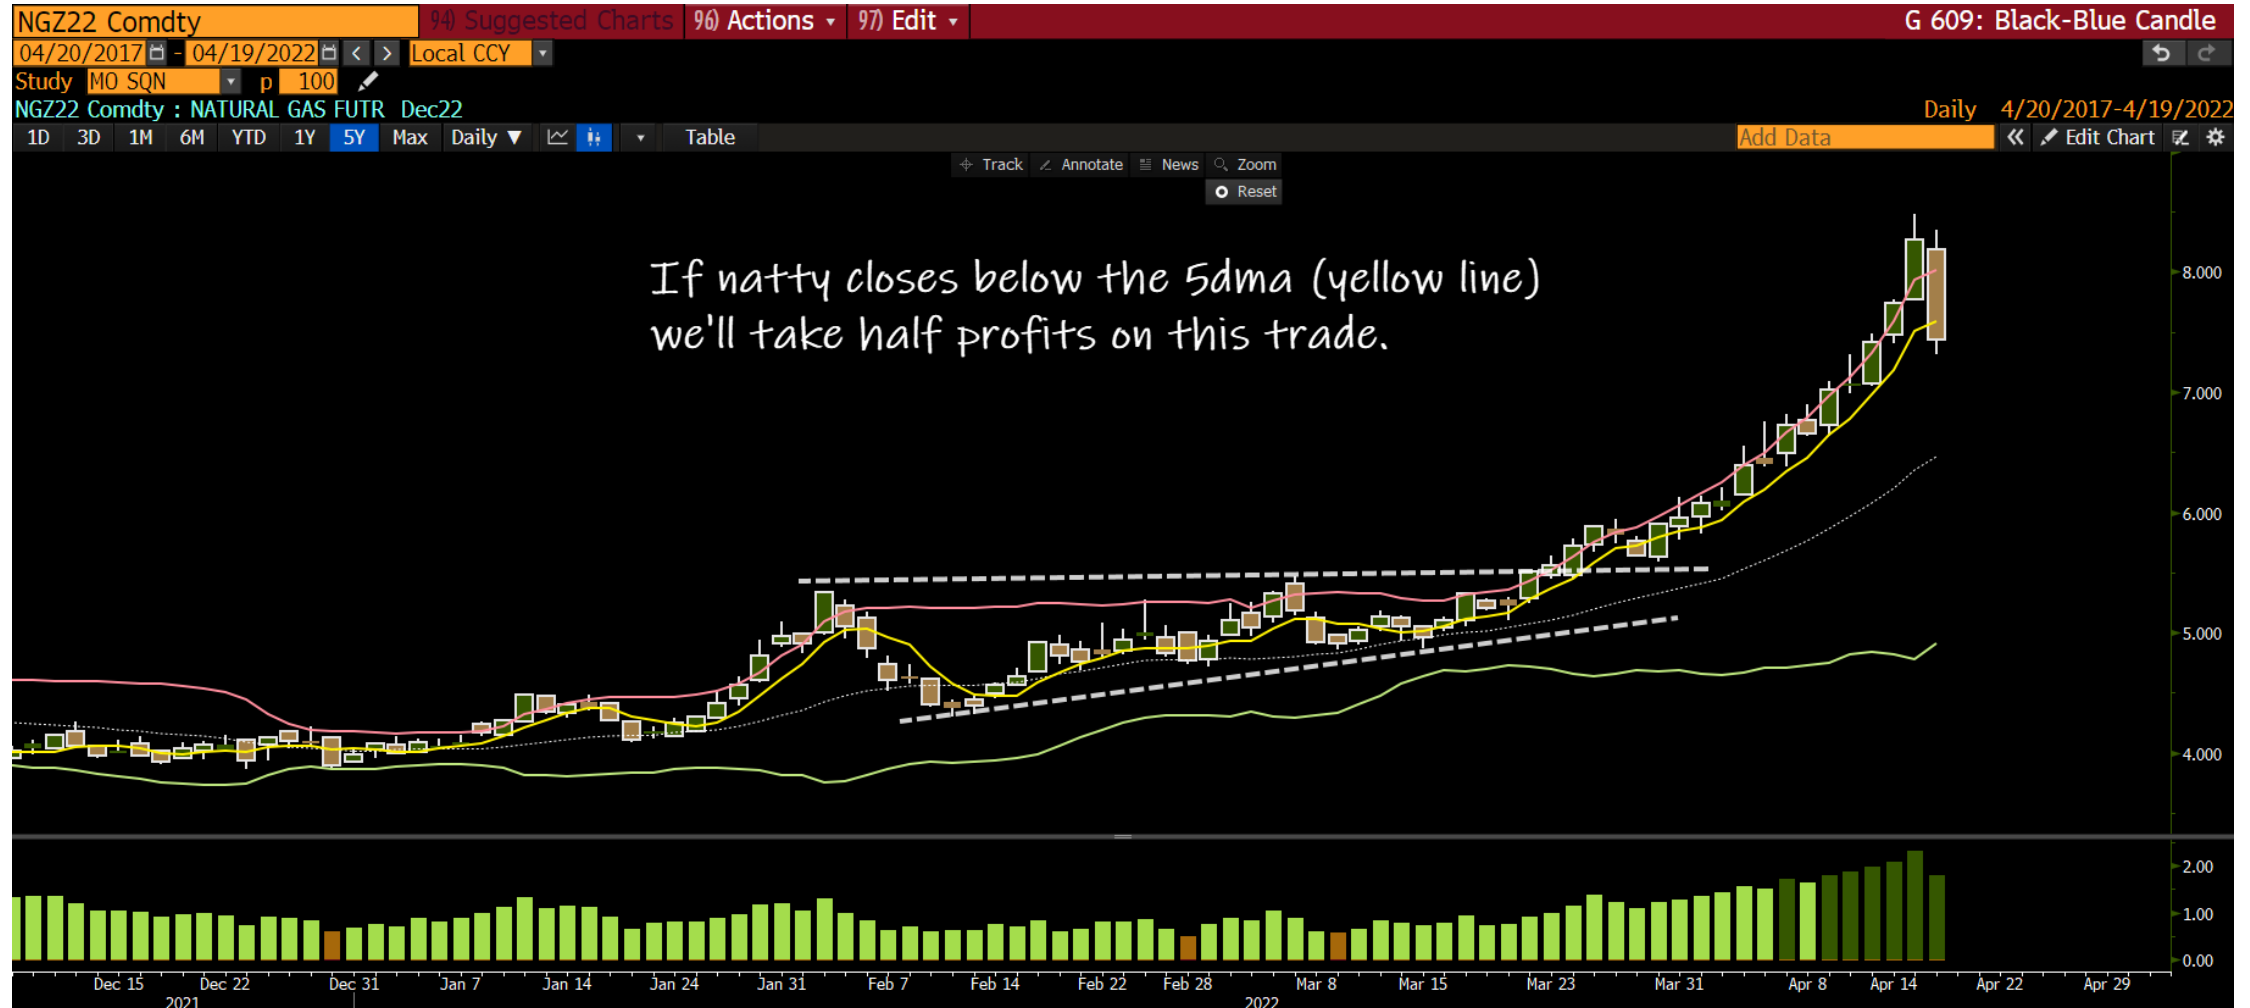 NGZ22 Comdty 94) Suggested Charts 96) Actions 97) Edit G 609: Black-Blue Candle
04/20/2017 - 04/19/2022 < > Local CCY
Study MO SQN p 100
NGZ22 Comdty : NATURAL GAS FUTR Dec22 Daily 4/20/2017-4/19/2022
1D 3D 1M 6M YTD 1Y 5Y Max Daily ▼ Table Add Data « Edit Chart
Track Annotate News Zoom
Reset
If natty closes below the 5dma (yellow line)
we'll take half profits on this trade.
8.000
7.000
6.000
5.000
4.000
2.00
1.00
0.00
Dec 15 Dec 22 Dec 31 Jan 7 Jan 14 Jan 24 Jan 31 Feb 7 Feb 14 Feb 22 Feb 28 Mar 8 Mar 15 Mar 23 Mar 31 Apr 8 Apr 14 Apr 22 Apr 29
2021 2022